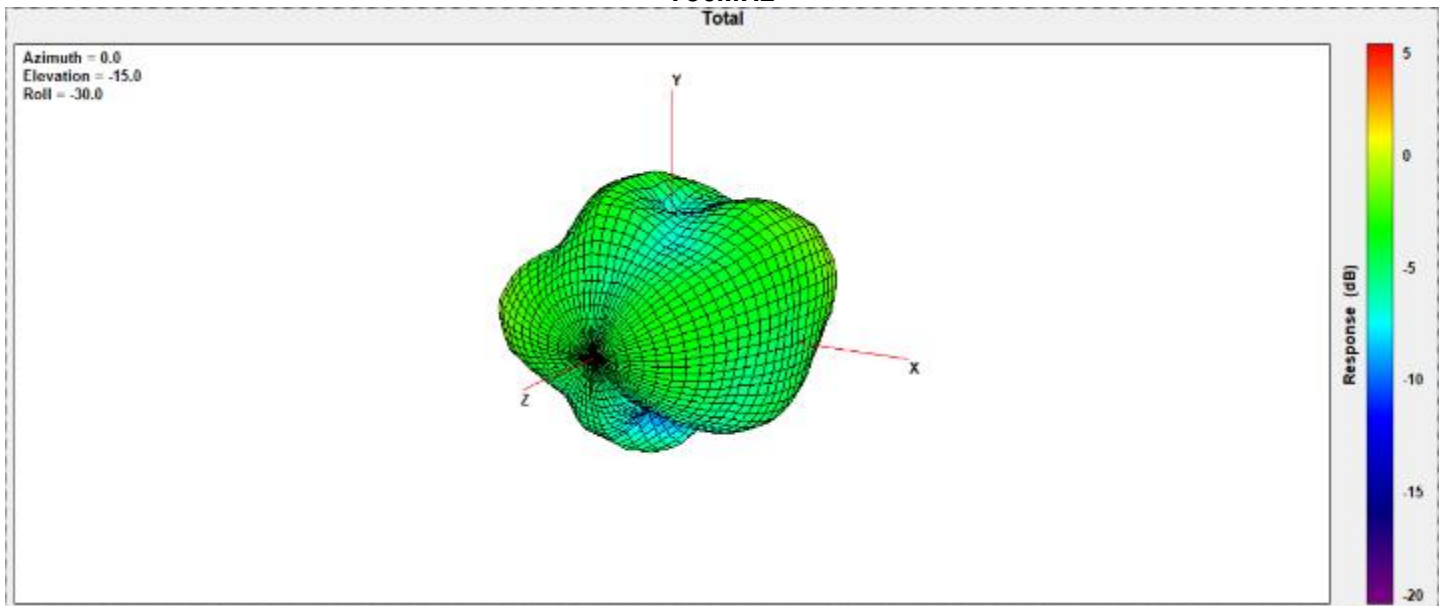 Total
Azimuth = 0.0
Elevation = -15.0
Roll = -30.0
Y
X
Z
Response (dB)
5
0
-5
-10
-15
-20